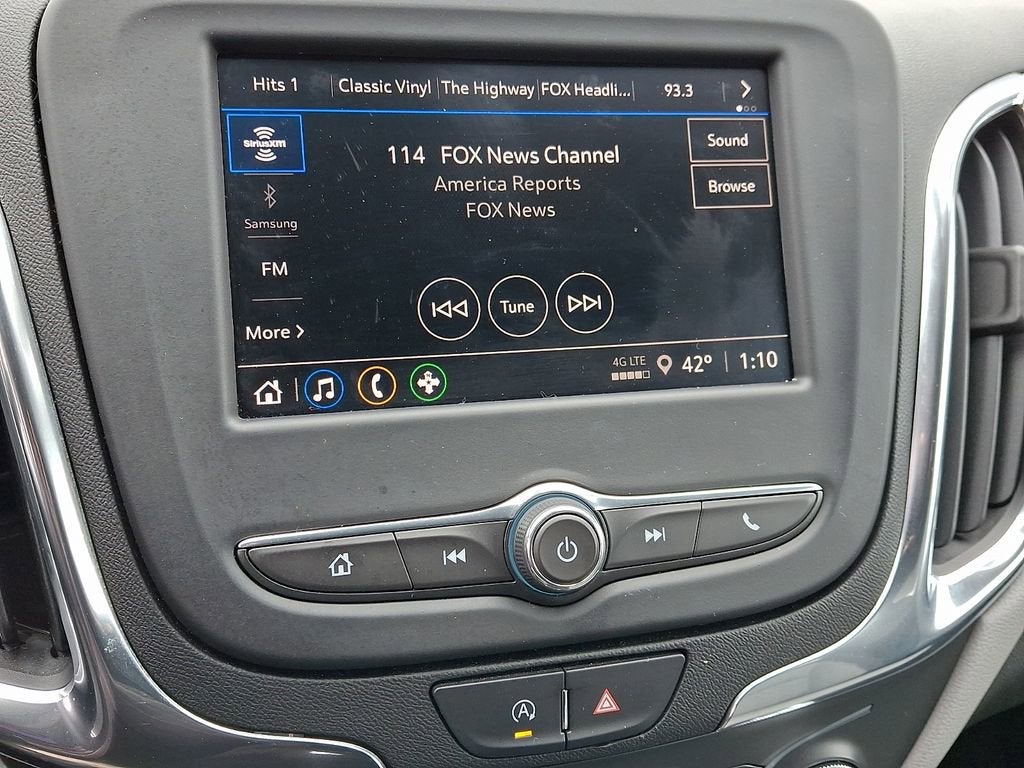 Hits 1 Classic Vinyl The Highway FOX Headli... 93.3
SiriusXM
114 FOX News Channel
Sound
America Reports
Browse
Samsung
FOX News
FM
Tune
More
4G LTE 42° 1:10
A